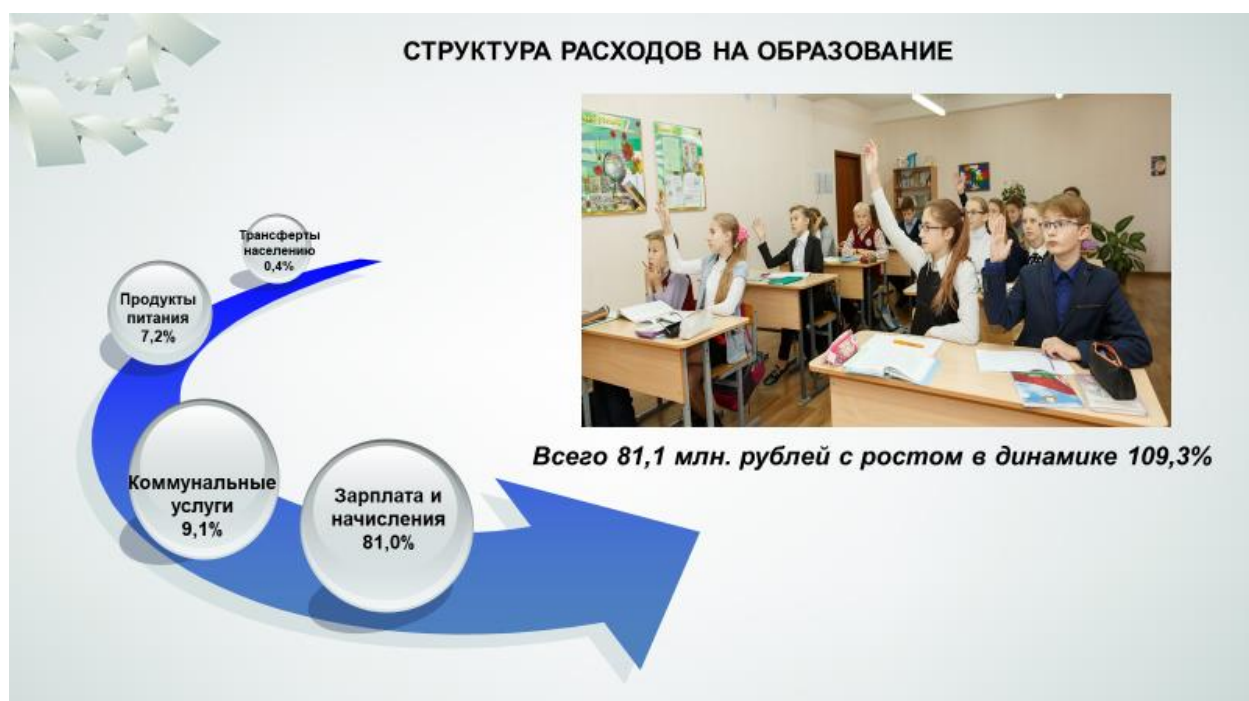 СТРУКТУРА РАСХОДОВ НА ОБРАЗОВАНИЕ
Трансферты
населению
0,4%
Продукты
питания
7,2%
Коммунальные
услуги
9,1%
Зарплата и
начисления
81,0%
Всего 81,1 млн. рублей с ростом в динамике 109,3%